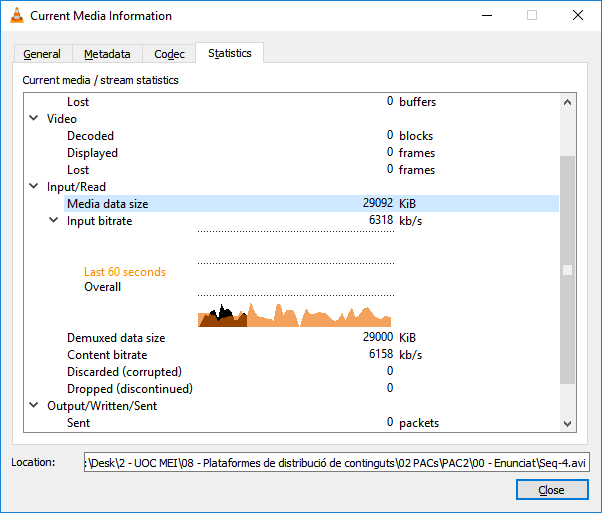 Current Media Information
General Metadata Codec Statistics
Current media / stream statistics
Lost 0 buffers
Video
Decoded 0 blocks
Displayed 0 frames
Lost 0 frames
Input/Read
Media data size 29092 KiB
Input bitrate 6318 kb/s
Last 60 seconds
Overall
Demuxed data size 29000 KiB
Content bitrate 6158 kb/s
Discarded (corrupted) 0
Dropped (discontinued) 0
Output/Written/Sent
Sent 0 packets
Location: :\Desk\2 - UOC MEI\08 - Plataformes de distribució de continguts\02 PACs\PAC2\00 - Enunciat\Seq-4.avi
Close